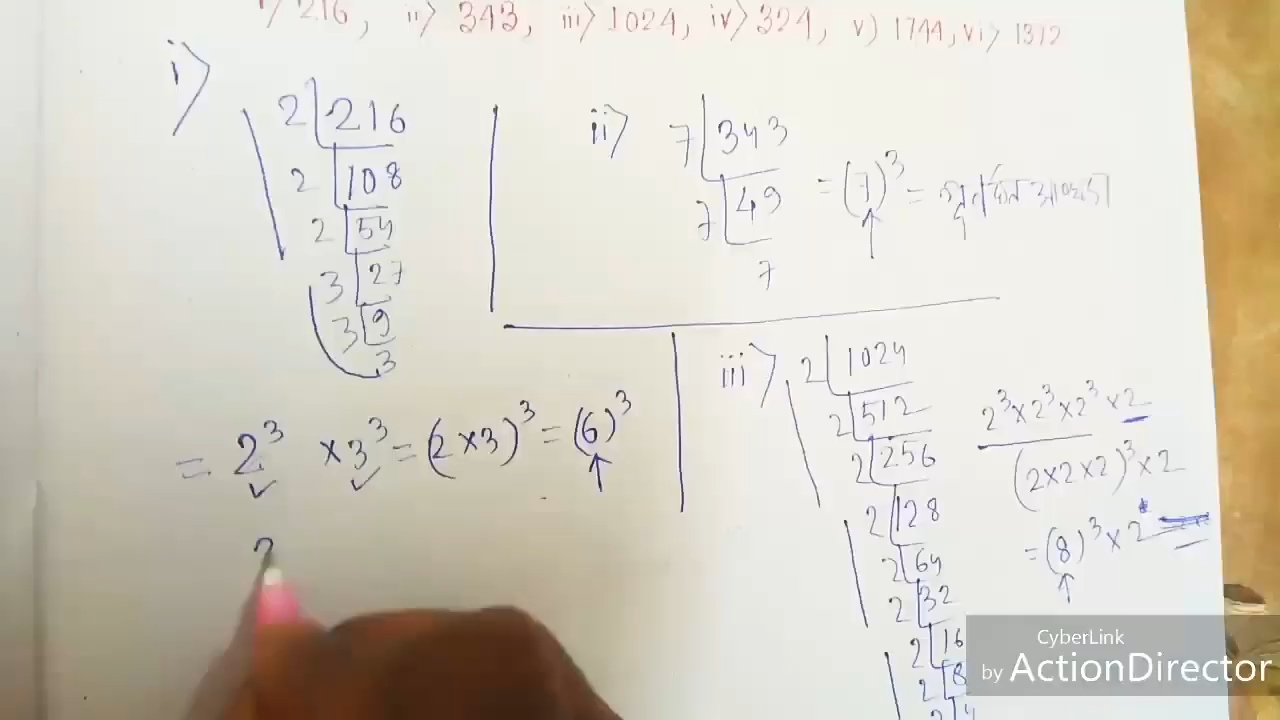 i) 216, ii) 343, iii) 1024, iv) 324, v) 1744, vi) 1372
i)
2 216
2 108
2 54
3 27
3 9
3
= 2³ × 3³ = (2 × 3)³ = (6)³
2
ii)
7 343
7 49
7
= (7)³ =
iii)
2 1024
2 512
2 256
2 128
2 64
2 32
2 16
2 8
2 4
2³ × 2³ × 2³ × 2
(2 × 2 × 2)³ × 2
= (8)³ × 2
CyberLink
by ActionDirector